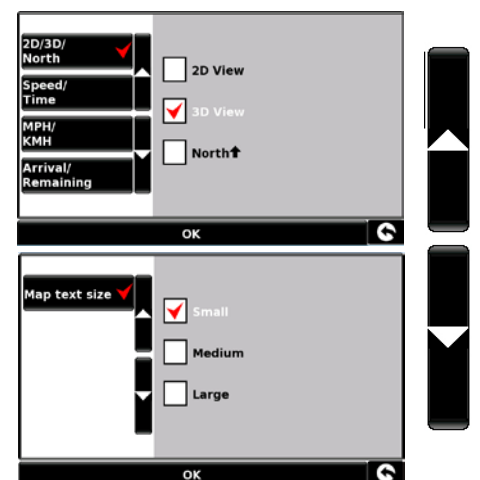 2D/3D/
North
Speed/
Time
MPH/
KMH
Arrival/
Remaining
2D View
3D View
North⬆
OK
Map text size
Small
Medium
Large
OK